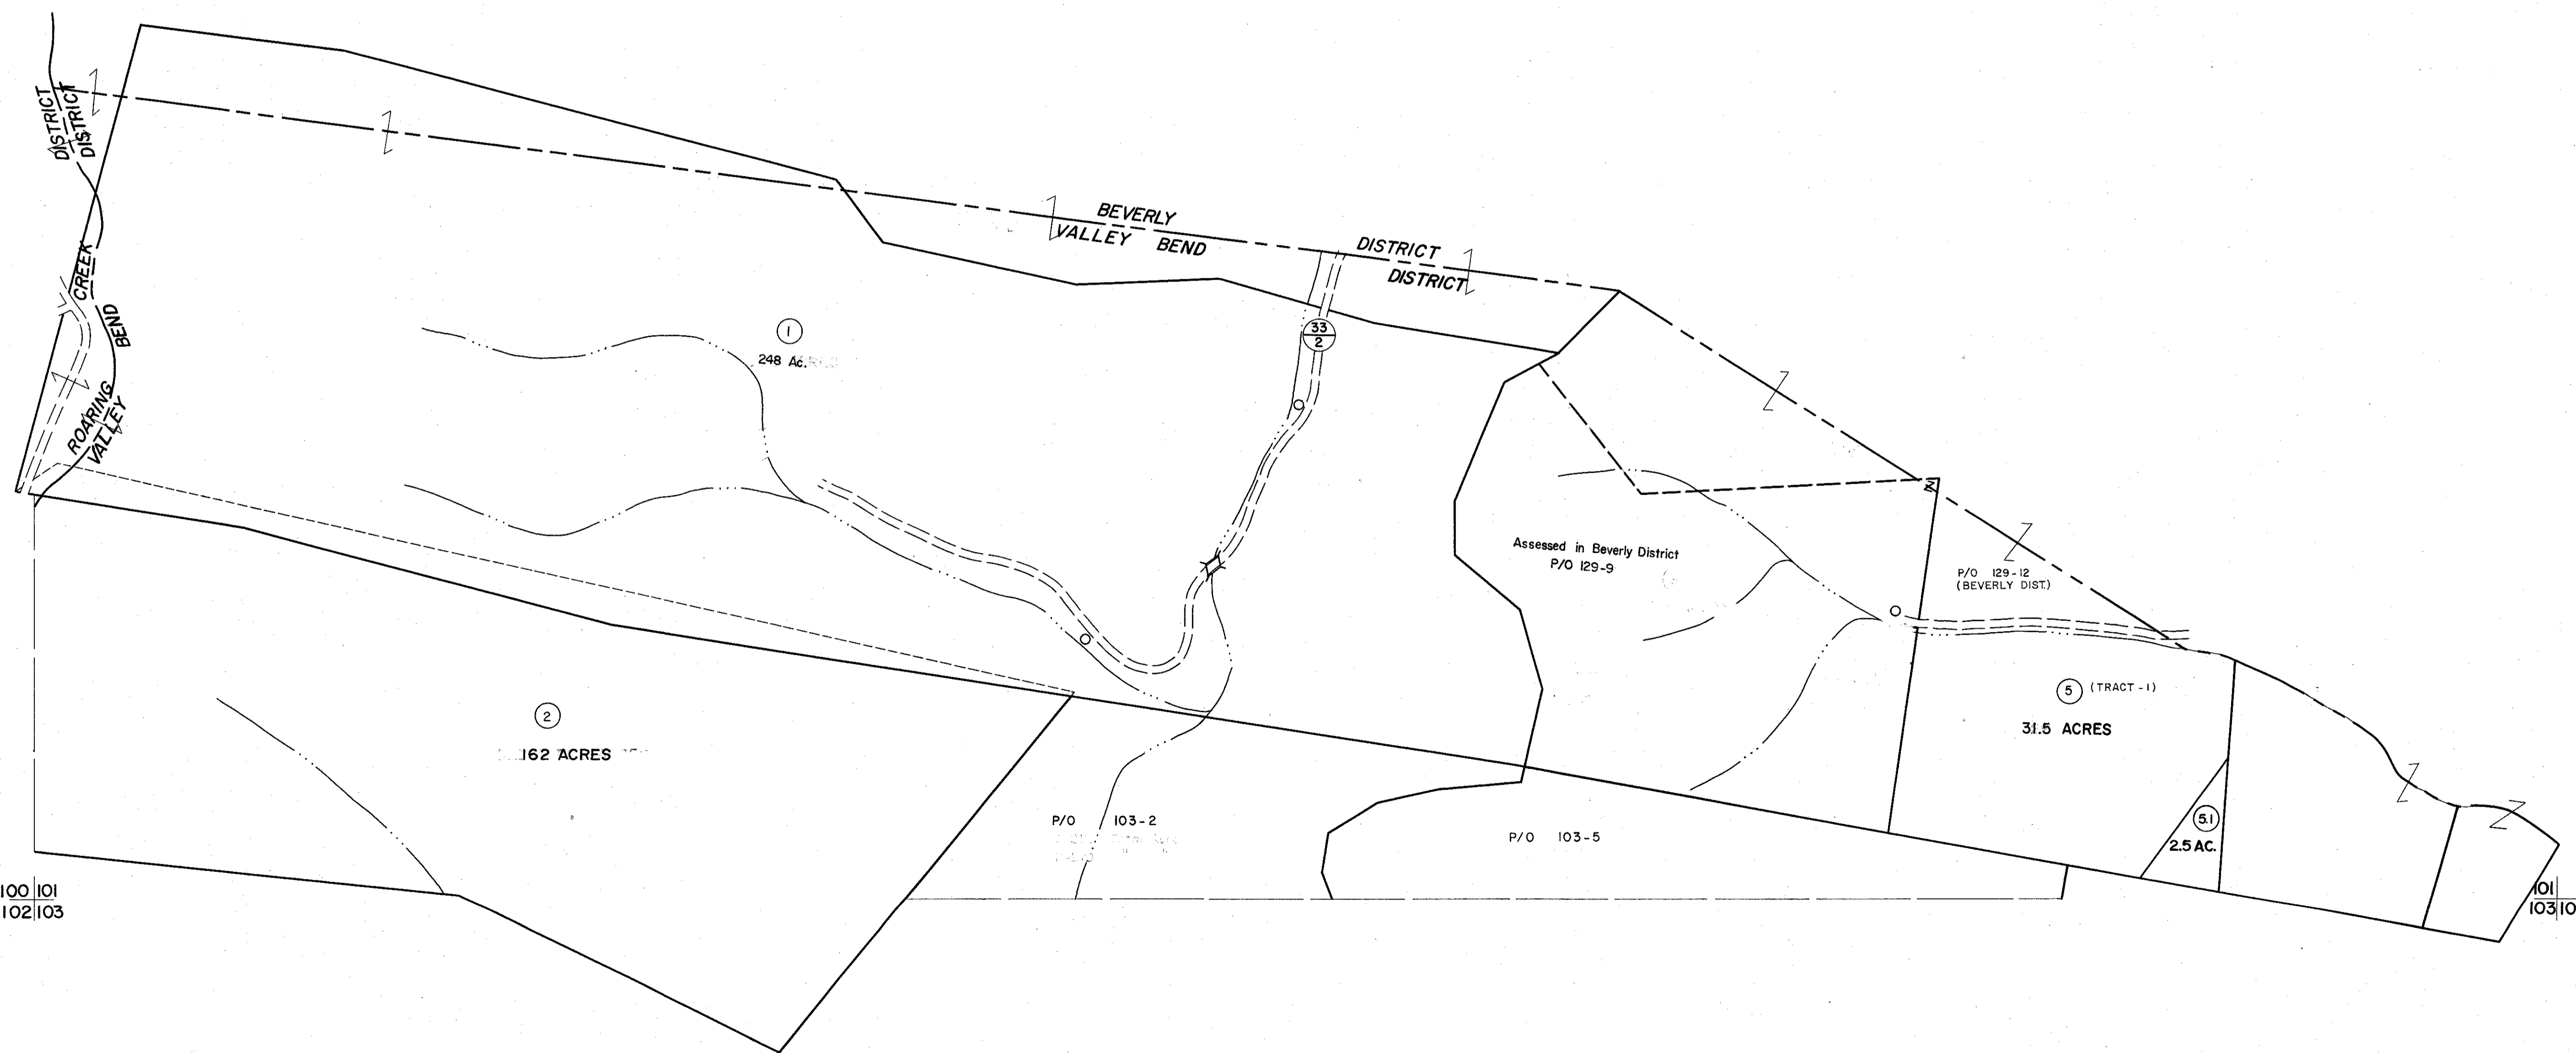 DISTRICT
DISTRICT
CREEK
BEND
ROARING
VALLEY
BEVERLY
VALLEY BEND
DISTRICT
DISTRICT
1
248 Ac.
33
2
Assessed in Beverly District
P/O 129-9
P/O 129-12
(BEVERLY DIST.)
5 (TRACT-1)
31.5 ACRES
2
162 ACRES
P/O 103-2
P/O 103-5
5.1
2.5 AC.
100 101
102 103
101
103 10